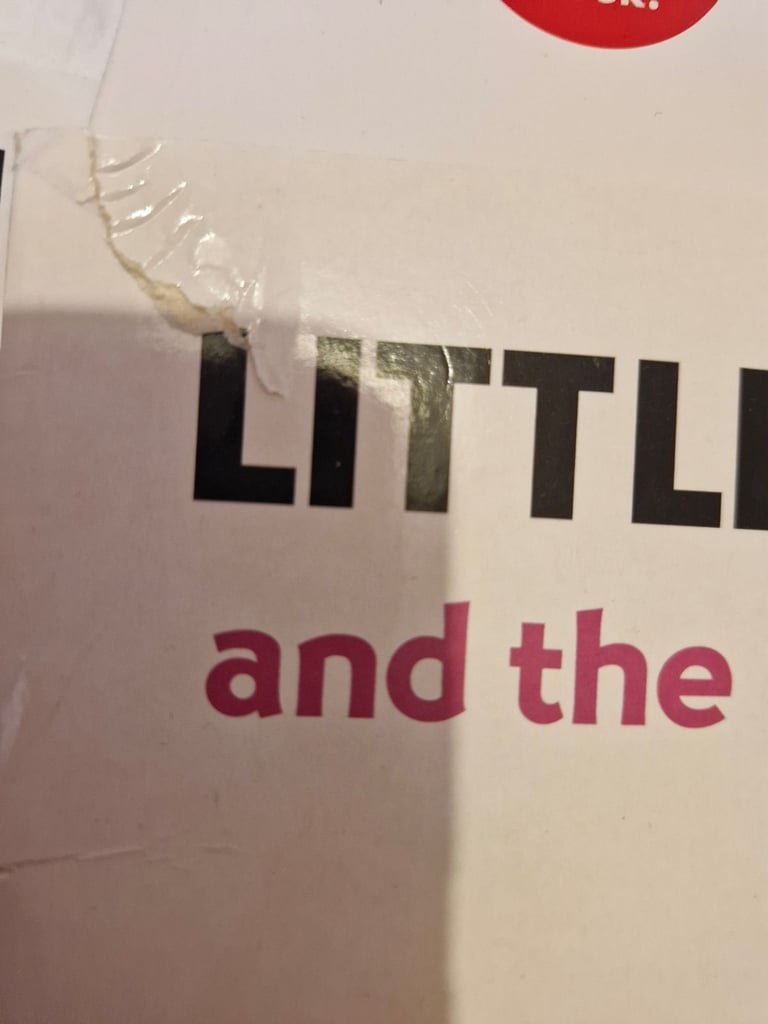 LITTL
and the